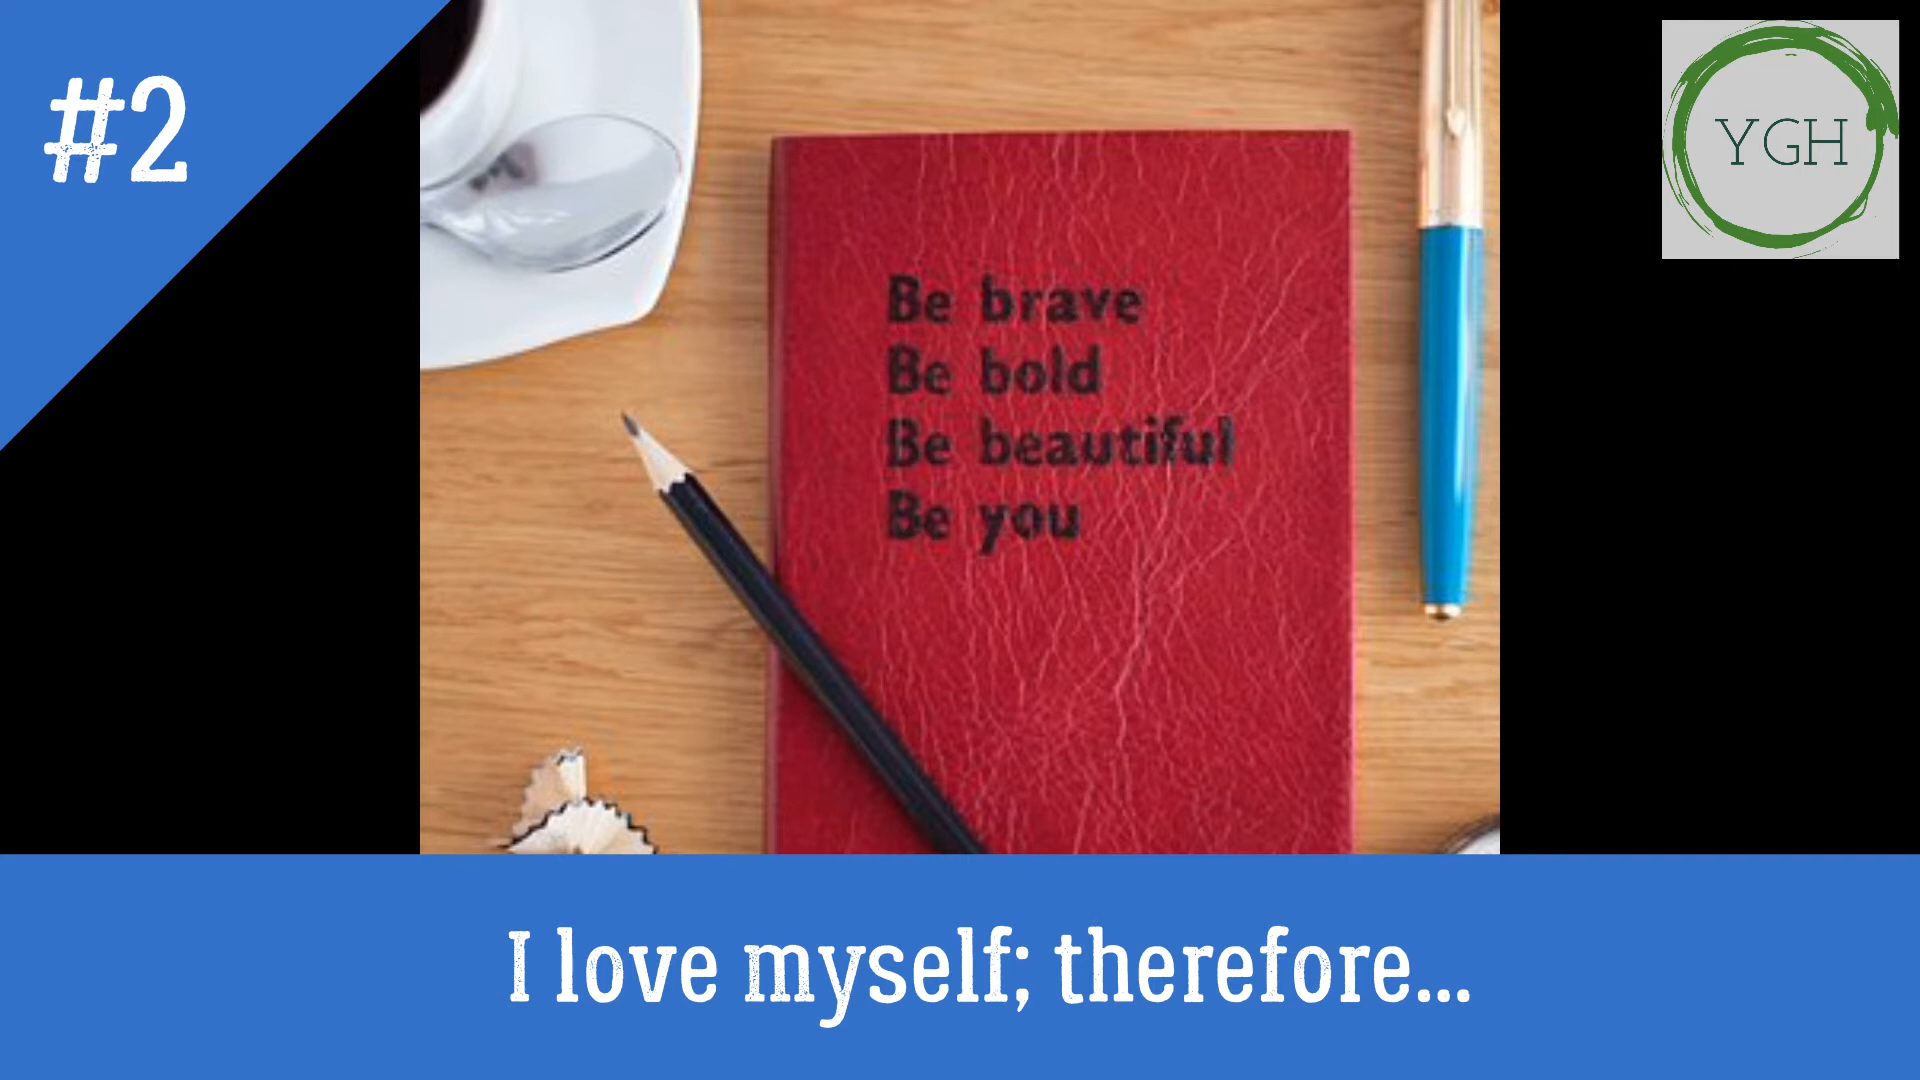 #2
YGH
Be brave
Be bold
Be beautiful
Be you
I love myself; therefore...